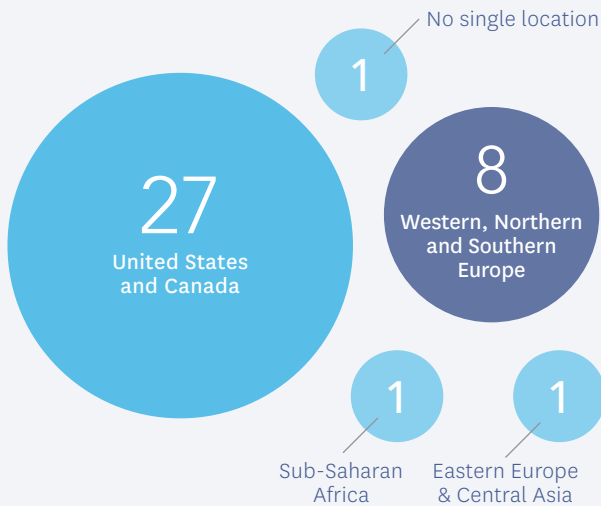 No single location
1
27
United States
and Canada
8
Western, Northern
and Southern
Europe
1
Sub-Saharan
Africa
1
Eastern Europe
& Central Asia